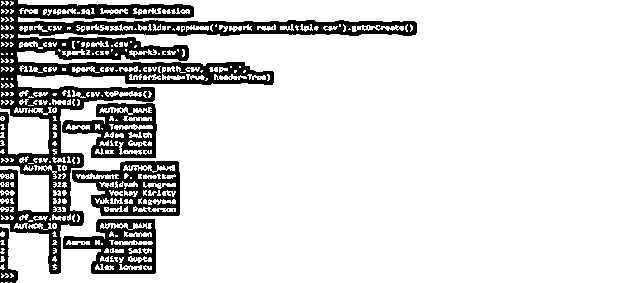 >>>
>>> from pyspark.sql import SparkSession
>>>
>>> spark_csv = SparkSession.builder.appName('Pyspark read multiple csv').getOrCreate()
>>>
>>> path_csv = ['spark1.csv',
... 'spark2.csv', 'spark3.csv']
>>>
>>> file_csv = spark_csv.read.csv(path_csv, sep=',',
... inferSchema=True, header=True)
>>>
>>> df_csv = file_csv.toPandas()
>>> df_csv.head()
AUTHOR_ID AUTHOR_NAME
0 1 A. Kannan
1 2 Aaron M. Tenenbaum
2 3 Adam Smith
3 4 Adity Gupta
4 5 Alex Ionescu
>>> df_csv.tail()
AUTHOR_ID AUTHOR_NAME
988 327 Yashavant P. Kanetkar
989 328 Yedidyah Langsam
990 329 Yochay Kiriaty
991 330 Yukihisa Kageyama
992 331 David Patterson
>>> df_csv.head()
AUTHOR_ID AUTHOR_NAME
0 1 A. Kannan
1 2 Aaron M. Tenenbaum
2 3 Adam Smith
3 4 Adity Gupta
4 5 Alex Ionescu
>>>